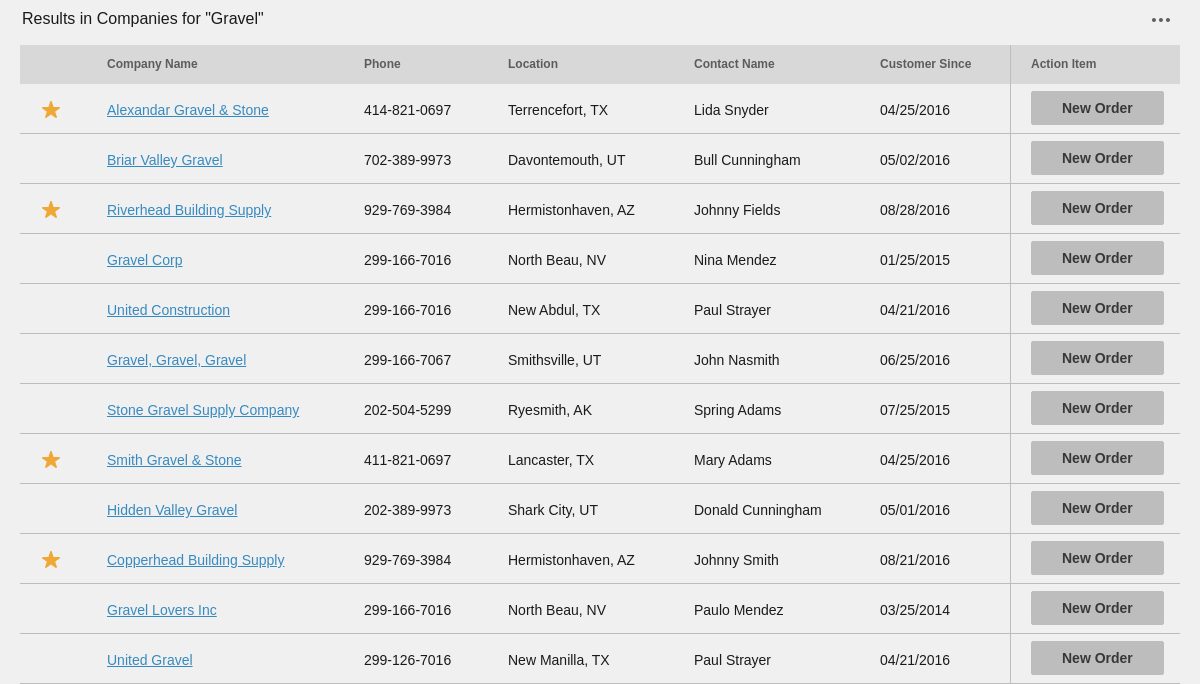 Results in Companies for "Gravel"
Company Name Phone Location Contact Name Customer Since Action Item
Alexandar Gravel & Stone 414-821-0697 Terrencefort, TX Lida Snyder 04/25/2016 New Order
Briar Valley Gravel 702-389-9973 Davontemouth, UT Bull Cunningham 05/02/2016 New Order
Riverhead Building Supply 929-769-3984 Hermistonhaven, AZ Johnny Fields 08/28/2016 New Order
Gravel Corp 299-166-7016 North Beau, NV Nina Mendez 01/25/2015 New Order
United Construction 299-166-7016 New Abdul, TX Paul Strayer 04/21/2016 New Order
Gravel, Gravel, Gravel 299-166-7067 Smithsville, UT John Nasmith 06/25/2016 New Order
Stone Gravel Supply Company 202-504-5299 Ryesmith, AK Spring Adams 07/25/2015 New Order
Smith Gravel & Stone 411-821-0697 Lancaster, TX Mary Adams 04/25/2016 New Order
Hidden Valley Gravel 202-389-9973 Shark City, UT Donald Cunningham 05/01/2016 New Order
Copperhead Building Supply 929-769-3984 Hermistonhaven, AZ Johnny Smith 08/21/2016 New Order
Gravel Lovers Inc 299-166-7016 North Beau, NV Paulo Mendez 03/25/2014 New Order
United Gravel 299-126-7016 New Manilla, TX Paul Strayer 04/21/2016 New Order